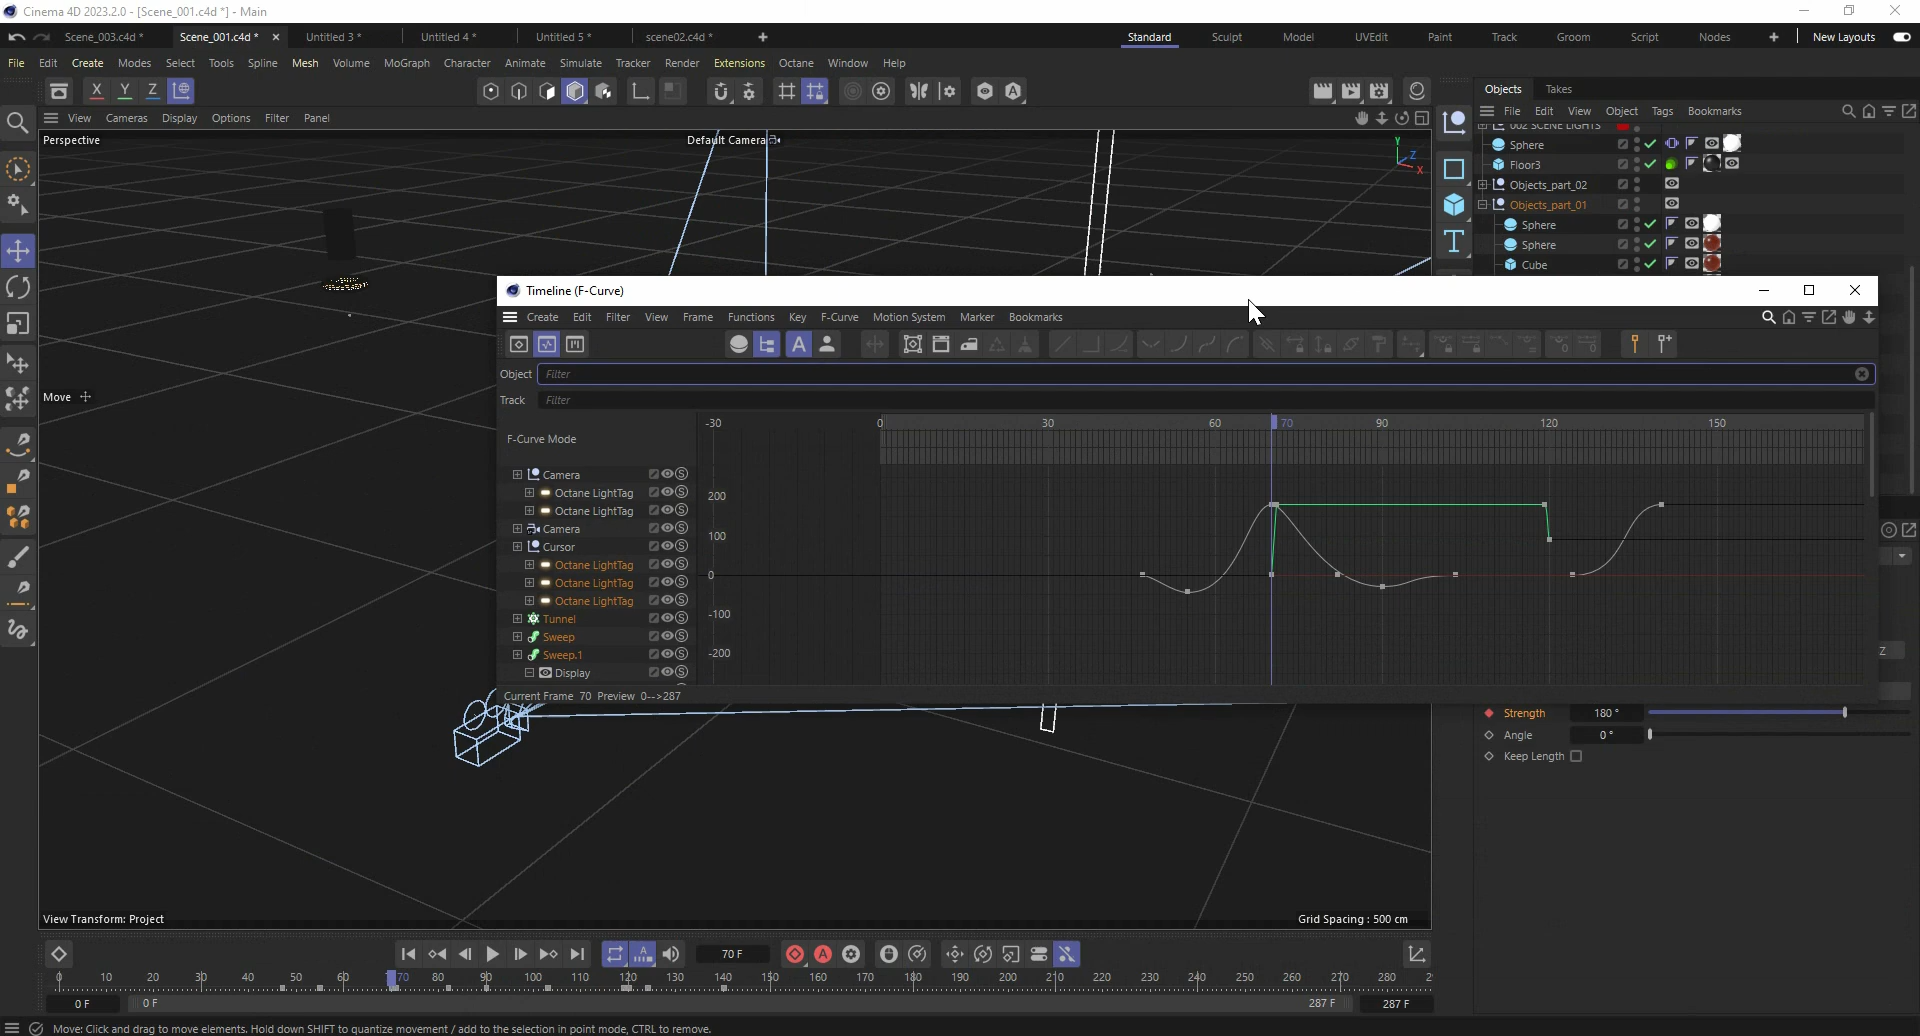 Cinema 4D 2023.2.0 - [Scene_001.c4d *] - Main
Scene_003.c4d *
Scene_001.c4d *
Untitled 3 *
Untitled 4 *
Untitled 5 *
scene02.c4d *
Standard
Sculpt
Model
UVEdit
Paint
Track
Groom
Script
Nodes
New Layouts
File Edit Create Modes Select Tools Spline Mesh Volume MoGraph Character Animate Simulate Tracker Render Extensions Octane Window Help
X Y Z
Objects Takes
View Cameras Display Options Filter Panel
File Edit View Object Tags Bookmarks
Perspective
Default Camera
Y
Z
X
002 SCENE LIGHTS
Sphere
Floor3
Objects_part_02
Objects_part_01
Sphere
Sphere
Cube
Timeline (F-Curve)
Create Edit Filter View Frame Functions Key F-Curve Motion System Marker Bookmarks
Object Filter
Track Filter
Move
F-Curve Mode
-30 0 30 60 70 90 120 150
Camera
Octane LightTag
Octane LightTag
Camera
Cursor
Octane LightTag
Octane LightTag
Octane LightTag
Tunnel
Sweep
Sweep.1
Display
200
100
0
-100
-200
Z
Current Frame 70 Preview 0-->287
Strength 180 °
Angle 0 °
Keep Length
View Transform: Project
Grid Spacing : 500 cm
70 F
0 10 20 30 40 50 60 70 80 90 100 110 120 130 140 150 160 170 180 190 200 210 220 230 240 250 260 270 280
0 F
0 F
287 F
287 F
Move: Click and drag to move elements. Hold down SHIFT to quantize movement / add to the selection in point mode, CTRL to remove.